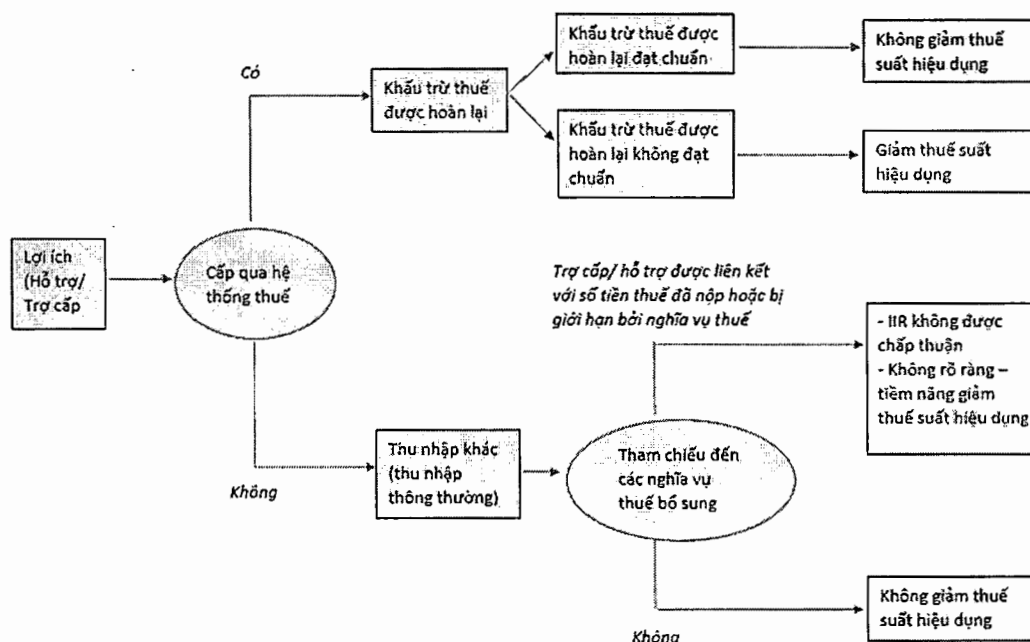 Có
Khấu trừ thuế
được hoàn lại
Khấu trừ thuế được
hoàn lại đạt chuẩn
Không giảm thuế
suất hiệu dụng
Khấu trừ thuế được
hoàn lại không đạt
chuẩn
Giảm thuế suất
hiệu dụng
Lợi ích
(Hỗ trợ/
Trợ cấp
Cấp qua hệ
thống thuế
Trợ cấp/ hỗ trợ được liên kết
với số tiền thuế đã nộp hoặc bị
giới hạn bởi nghĩa vụ thuế
- IIR không được
chấp thuận
- Không rõ ràng –
tiềm năng giảm
thuế suất hiệu dụng
Không
Thu nhập khác
(thu nhập
thông thường)
Tham chiếu đến
các nghĩa vụ
thuế bổ sung
Không giảm thuế
suất hiệu dụng
Không